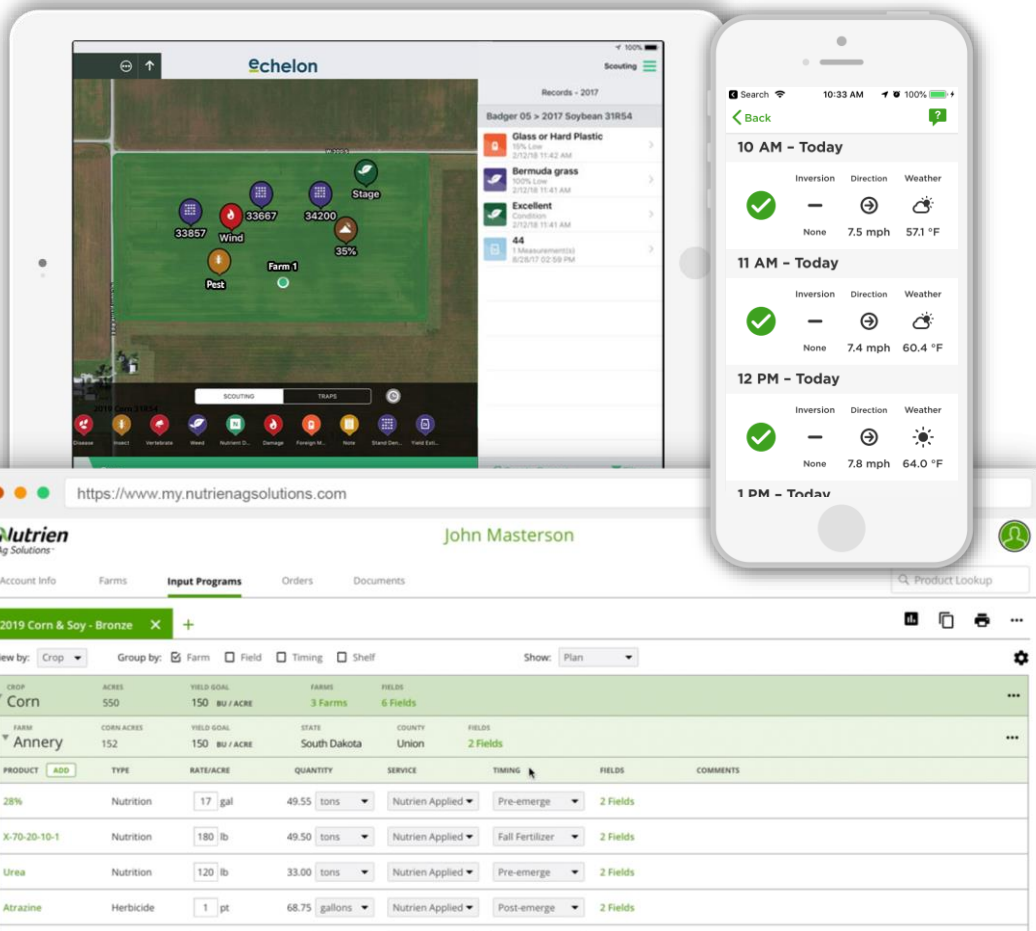 echelon
100%
Scouting
Records - 2017
Badger 05 > 2017 Soybean 31R54
Glass or Hard Plastic
15% Low
2/12/18 11:42 AM
Bermuda grass
100% Low
2/12/18 11:41 AM
Excellent
Condition
2/12/18 11:41 AM
44
1 Measurement(s)
8/28/17 02:59 PM
Stage
33667
34200
33857
Wind
35%
Farm 1
Pest
SCOUTING TRAPS
2019 Corn 31R54
Disease Insect Vertebrate Weed Nutrient D... Damage Foreign M... Note Stand Den... Yield Esti...
Search 10:33 AM 100%
Back ?
10 AM – Today
Inversion Direction Weather
None 7.5 mph 57.1 °F
11 AM – Today
Inversion Direction Weather
None 7.4 mph 60.4 °F
12 PM – Today
Inversion Direction Weather
None 7.8 mph 64.0 °F
1 PM – Today
https://www.my.nutrienagsolutions.com
Nutrien
Ag Solutions
John Masterson
Account Info Farms Input Programs Orders Documents Product Lookup
2019 Corn & Soy - Bronze X +
iew by: Crop Group by: Farm Field Timing Shelf Show: Plan
CROP ACRES YIELD GOAL FARMS FIELDS
Corn 550 150 BU / ACRE 3 Farms 6 Fields
FARM CORN ACRES YIELD GOAL STATE COUNTY FIELDS
Annery 152 150 BU / ACRE South Dakota Union 2 Fields
PRODUCT ADD TYPE RATE/ACRE QUANTITY SERVICE TIMING FIELDS COMMENTS
28% Nutrition 17 gal 49.55 tons Nutrien Applied Pre-emerge 2 Fields
X-70-20-10-1 Nutrition 180 lb 49.50 tons Nutrien Applied Fall Fertilizer 2 Fields
Urea Nutrition 120 lb 33.00 tons Nutrien Applied Pre-emerge 2 Fields
Atrazine Herbicide 1 pt 68.75 gallons Nutrien Applied Post-emerge 2 Fields